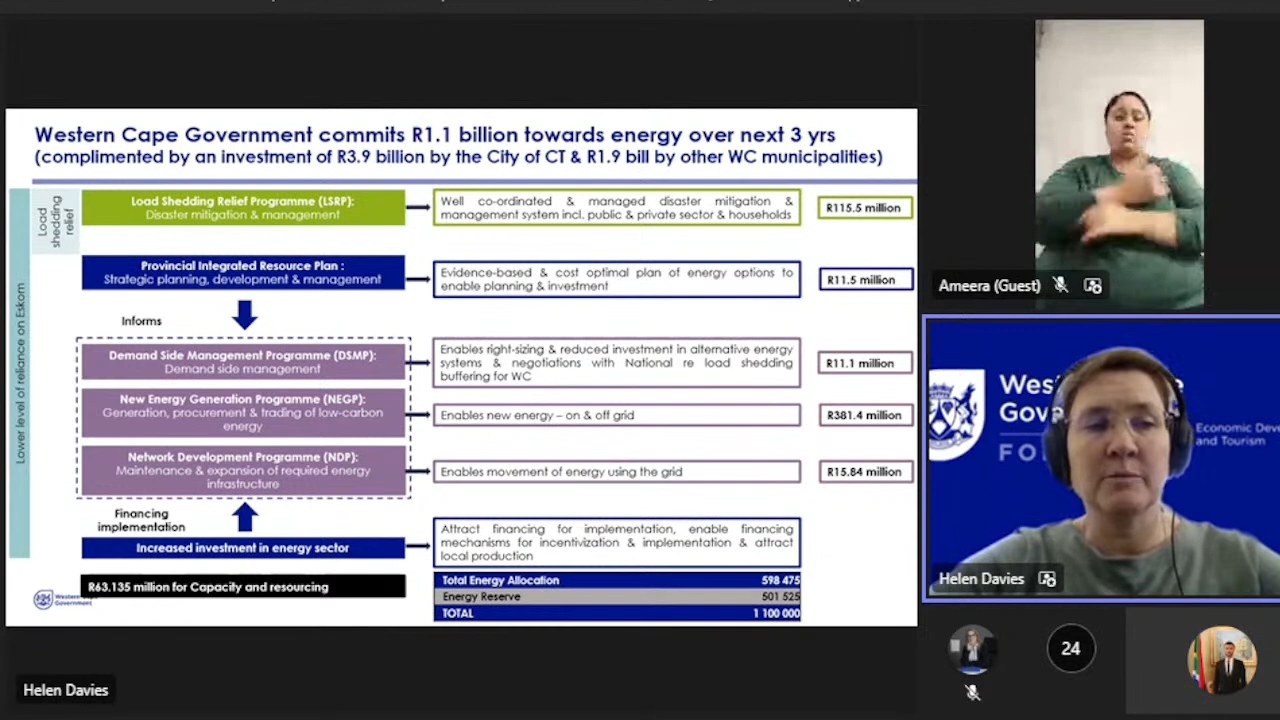 Western Cape Government commits R1.1 billion towards energy over next 3 yrs
(complimented by an investment of R3.9 billion by the City of CT & R1.9 bill by other WC municipalities)
Lower level of reliance on Eskom
Load
shedding
relief
Load Shedding Relief Programme (LSRP):
Disaster mitigation & management
Well co-ordinated & managed disaster mitigation &
management system incl. public & private sector & households
R115.5 million
Provincial Integrated Resource Plan :
Strategic planning, development & management
Evidence-based & cost optimal plan of energy options to
enable planning & investment
R11.5 million
Informs
Demand Side Management Programme (DSMP):
Demand side management
Enables right-sizing & reduced investment in alternative energy
systems & negotiations with National re load shedding
buffering for WC
R11.1 million
New Energy Generation Programme (NEGP):
Generation, procurement & trading of low-carbon
energy
Enables new energy – on & off grid
R381.4 million
Network Development Programme (NDP):
Maintenance & expansion of required energy
infrastructure
Enables movement of energy using the grid
R15.84 million
Financing
implementation
Increased investment in energy sector
Attract financing for implementation, enable financing
mechanisms for incentivization & implementation & attract
local production
R63,135 million for Capacity and resourcing
Total Energy Allocation 598 475
Energy Reserve 501 525
TOTAL 1 100 000
Western Cape
Government
Helen Davies
Ameera (Guest)
Economic Deve
and Tourism
FO
Helen Davies
24